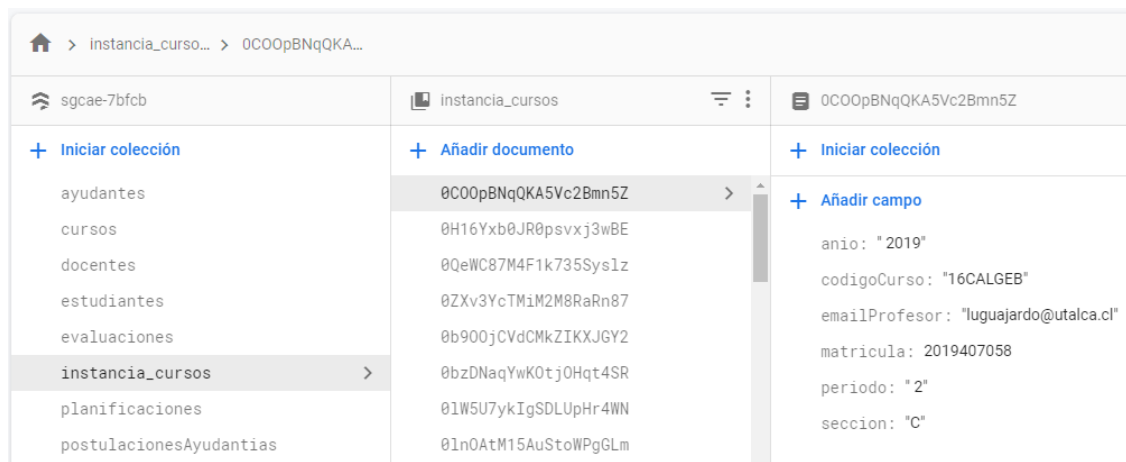 instancia_curso... > 0COOpBNqQKA...
sgcae-7bfcb
instancia_cursos
0COOpBNqQKA5Vc2Bmn5Z
+ Iniciar colección
+ Añadir documento
+ Iniciar colección
ayudantes
cursos
docentes
estudiantes
evaluaciones
instancia_cursos
planificaciones
postulacionesAyudantias
0COOpBNqQKA5Vc2Bmn5Z
0H16Yxb0JR0psvxj3wBE
0QeWC87M4F1k735Syslz
0ZXv3YcTMiM2M8RaRn87
0b9OOjCVdCMkZIKXJGY2
0bzDNaqYwKOtjOHqt4SR
0lW5U7ykIgSDLUpHr4WN
0lnOAtM15AuStoWPgGLm
+ Añadir campo
anio: " 2019"
codigoCurso: "16CALGEB"
emailProfesor: "luguajardo@utalca.cl"
matricula: 2019407058
periodo: " 2"
seccion: "C"